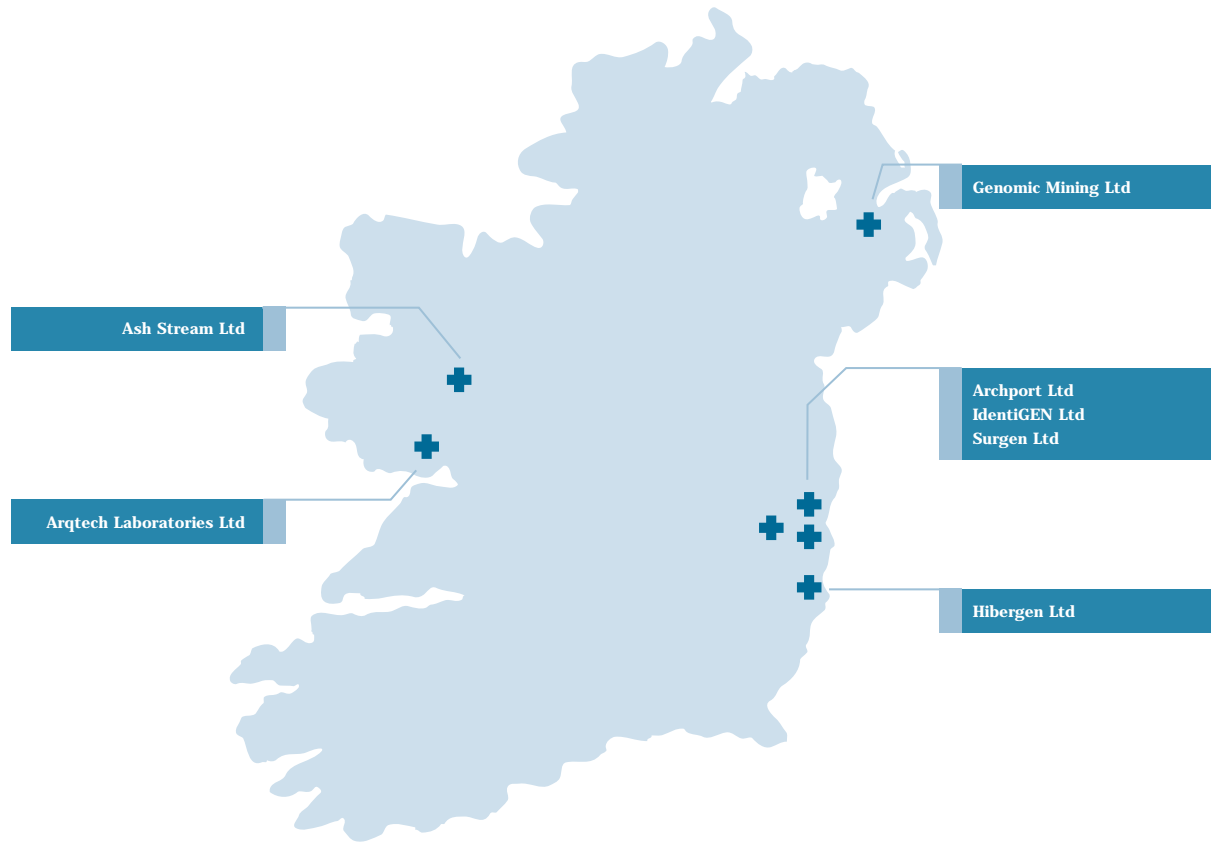 Genomic Mining Ltd
Ash Stream Ltd
Archport Ltd
IdentiGEN Ltd
Surgen Ltd
Arqtech Laboratories Ltd
Hibergen Ltd